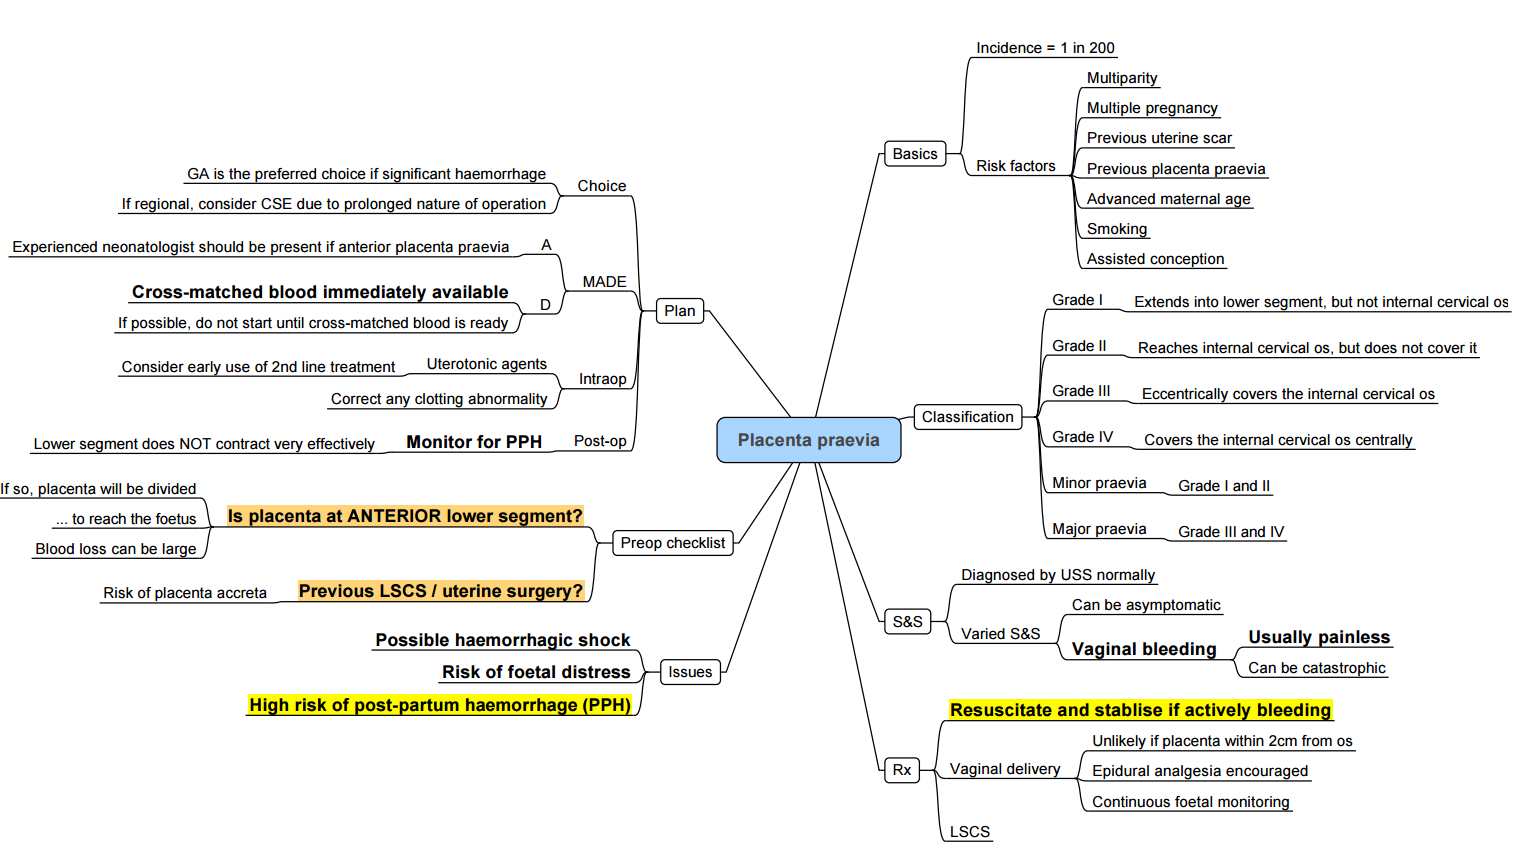 Placenta praevia
Basics
Incidence = 1 in 200
Risk factors
Multiparity
Multiple pregnancy
Previous uterine scar
Previous placenta praevia
Advanced maternal age
Smoking
Assisted conception
Classification
Grade I
Extends into lower segment, but not internal cervical os
Grade II
Reaches internal cervical os, but does not cover it
Grade III
Eccentrically covers the internal cervical os
Grade IV
Covers the internal cervical os centrally
Minor praevia
Grade I and II
Major praevia
Grade III and IV
S&S
Diagnosed by USS normally
Varied S&S
Can be asymptomatic
Vaginal bleeding
Usually painless
Can be catastrophic
Rx
Resuscitate and stablise if actively bleeding
Vaginal delivery
Unlikely if placenta within 2cm from os
Epidural analgesia encouraged
Continuous foetal monitoring
LSCS
Plan
Choice
GA is the preferred choice if significant haemorrhage
If regional, consider CSE due to prolonged nature of operation
MADE
A
Experienced neonatologist should be present if anterior placenta praevia
D
Cross-matched blood immediately available
If possible, do not start until cross-matched blood is ready
Intraop
Uterotonic agents
Consider early use of 2nd line treatment
Correct any clotting abnormality
Post-op
Monitor for PPH
Lower segment does NOT contract very effectively
Preop checklist
Is placenta at ANTERIOR lower segment?
If so, placenta will be divided
... to reach the foetus
Blood loss can be large
Previous LSCS / uterine surgery?
Risk of placenta accreta
Issues
Possible haemorrhagic shock
Risk of foetal distress
High risk of post-partum haemorrhage (PPH)